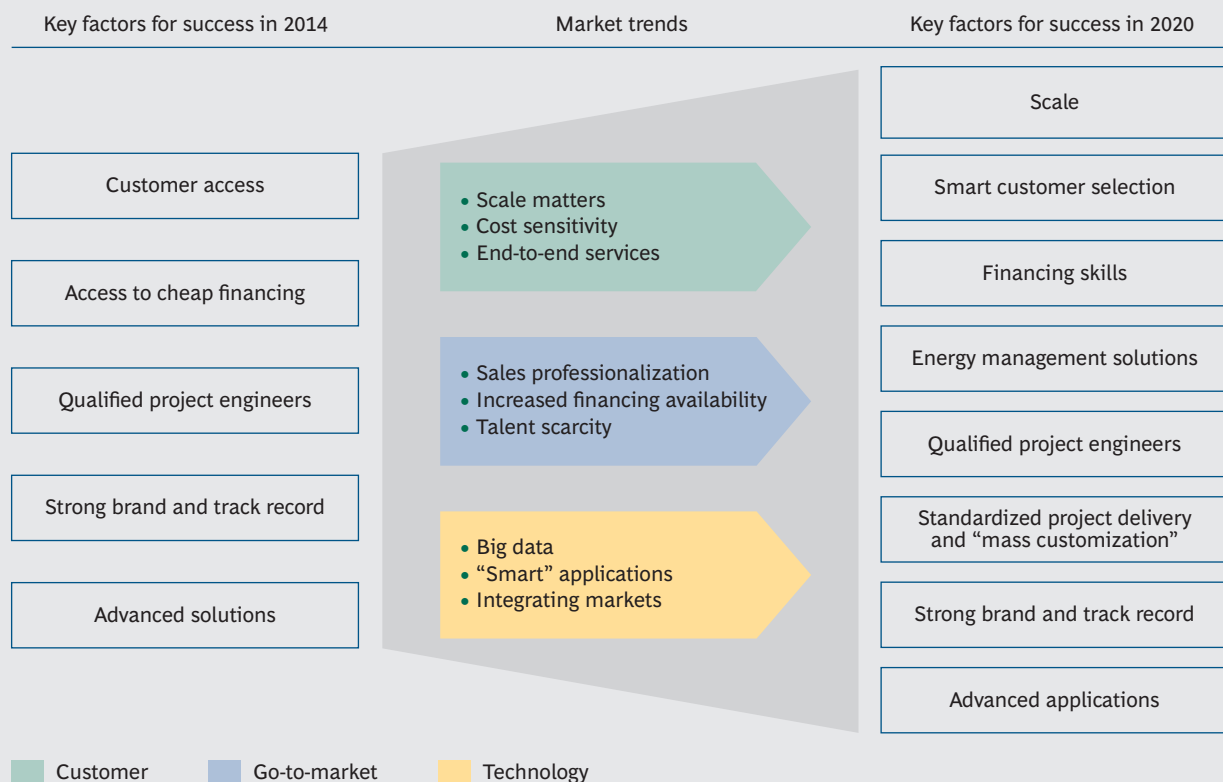 Key factors for success in 2014
Market trends
Key factors for success in 2020
Customer access
Access to cheap financing
Qualified project engineers
Strong brand and track record
Advanced solutions
• Scale matters
• Cost sensitivity
• End-to-end services
• Sales professionalization
• Increased financing availability
• Talent scarcity
• Big data
• “Smart” applications
• Integrating markets
Scale
Smart customer selection
Financing skills
Energy management solutions
Qualified project engineers
Standardized project delivery
and “mass customization”
Strong brand and track record
Advanced applications
Customer
Go-to-market
Technology